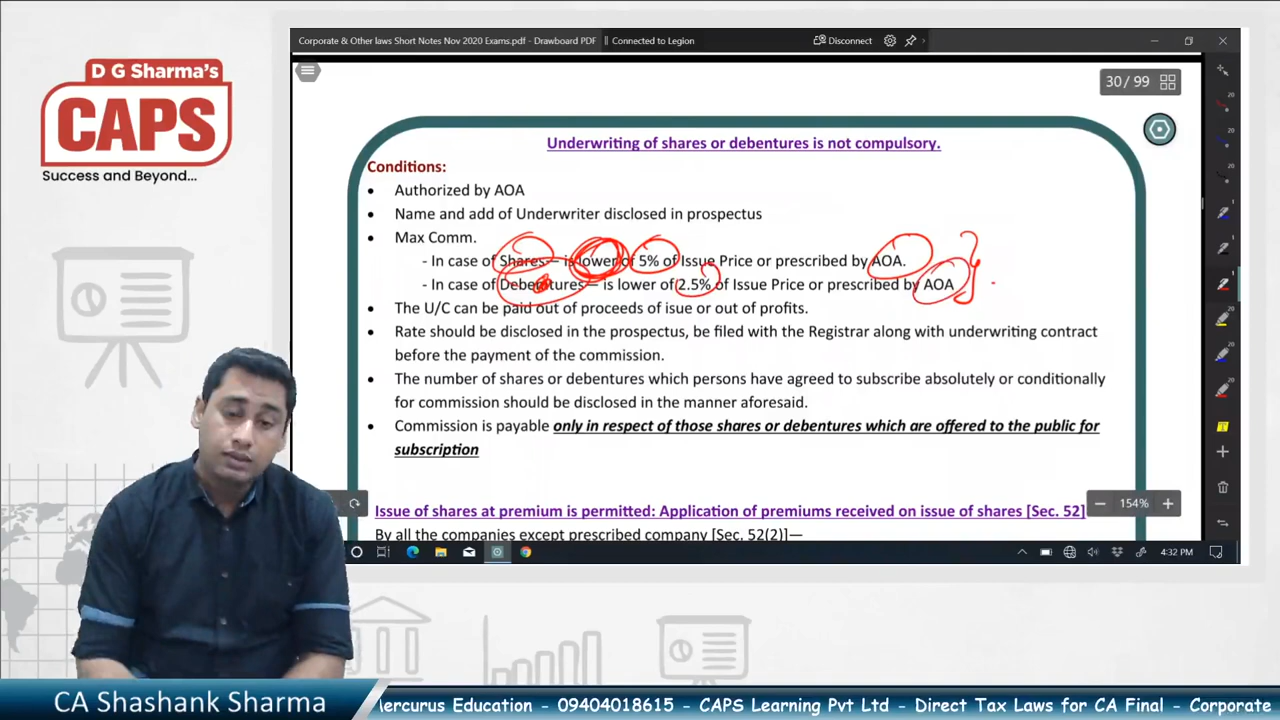 D G Sharma's
CAPS
Success and Beyond...
Corporate & Other laws Short Notes Nov 2020 Exams.pdf - Drawboard PDF
Connected to Legion
Disconnect
30 / 99
Underwriting of shares or debentures is not compulsory.
Conditions:
• Authorized by AOA
• Name and add of Underwriter disclosed in prospectus
• Max Comm.
- In case of Shares— is lower of 5% of Issue Price or prescribed by AOA.
- In case of Debentures— is lower of 2.5% of Issue Price or prescribed by AOA
• The U/C can be paid out of proceeds of isue or out of profits.
• Rate should be disclosed in the prospectus, be filed with the Registrar along with underwriting contract
before the payment of the commission.
• The number of shares or debentures which persons have agreed to subscribe absolutely or conditionally
for commission should be disclosed in the manner aforesaid.
• Commission is payable only in respect of those shares or debentures which are offered to the public for
subscription
Issue of shares at premium is permitted: Application of premiums received on issue of shares [Sec. 52]
By all the companies except prescribed company [Sec. 52(2)]—
154%
4:32 PM
CA Shashank Sharma
Mercurus Education - 09404018615 - CAPS Learning Pvt Ltd - Direct Tax Laws for CA Final - Corporate